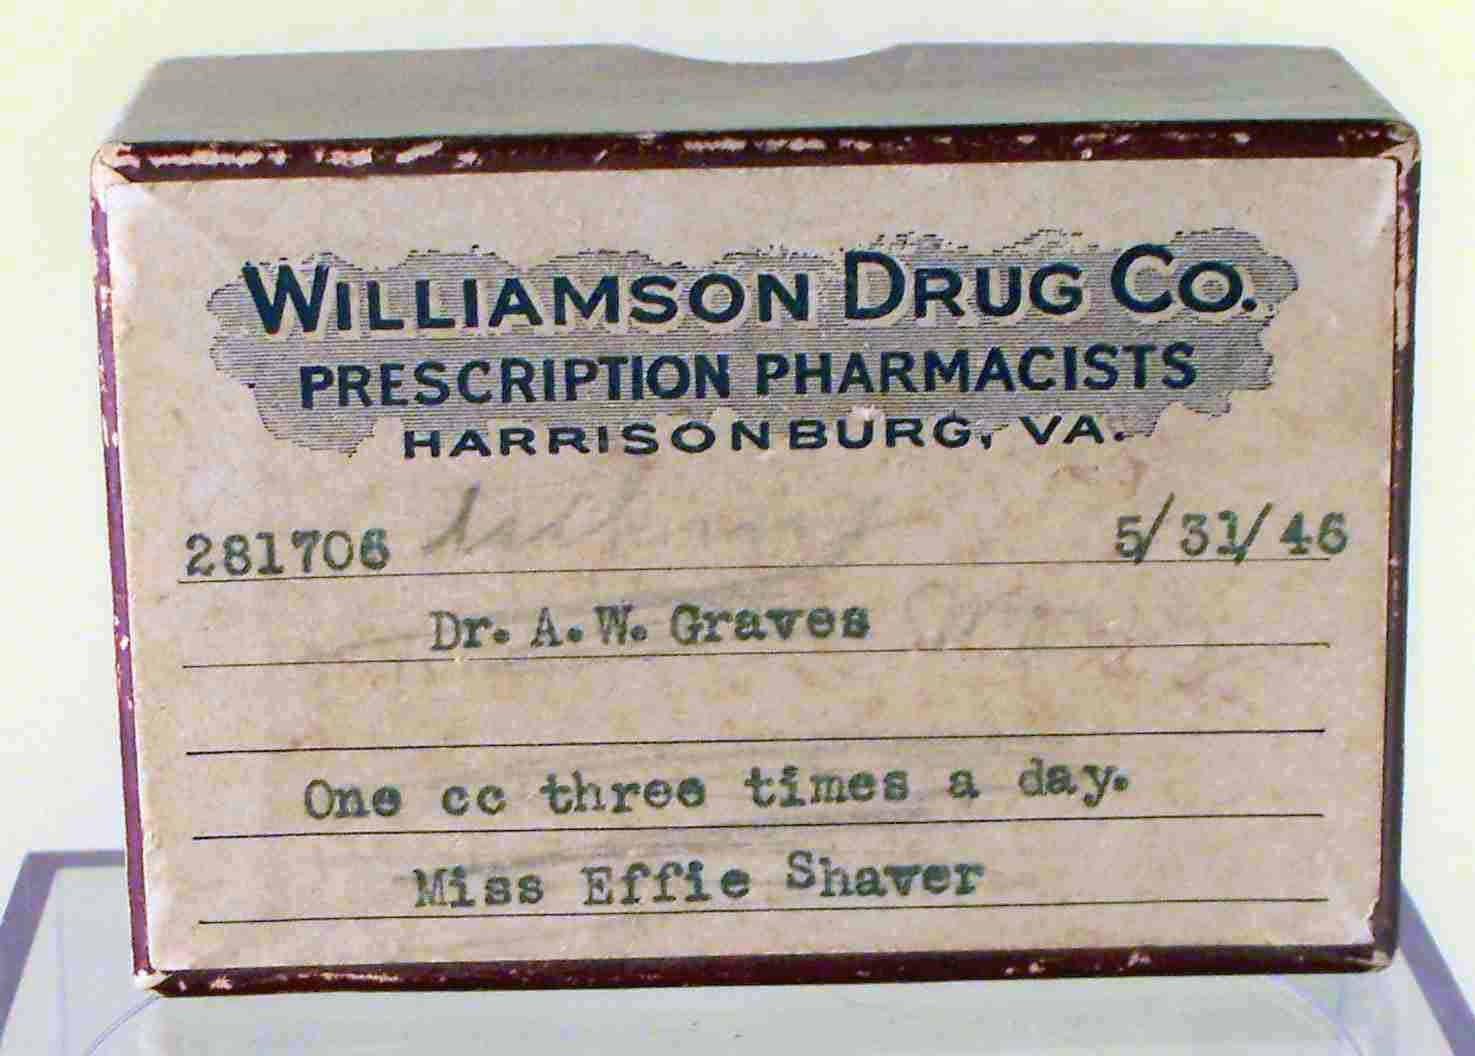 WILLIAMSON DRUG CO.
PRESCRIPTION PHARMACISTS
HARRISONBURG, VA.
281706 5/31/46
Dr. A.W. Graves
One cc three times a day.
Miss Effie Shaver